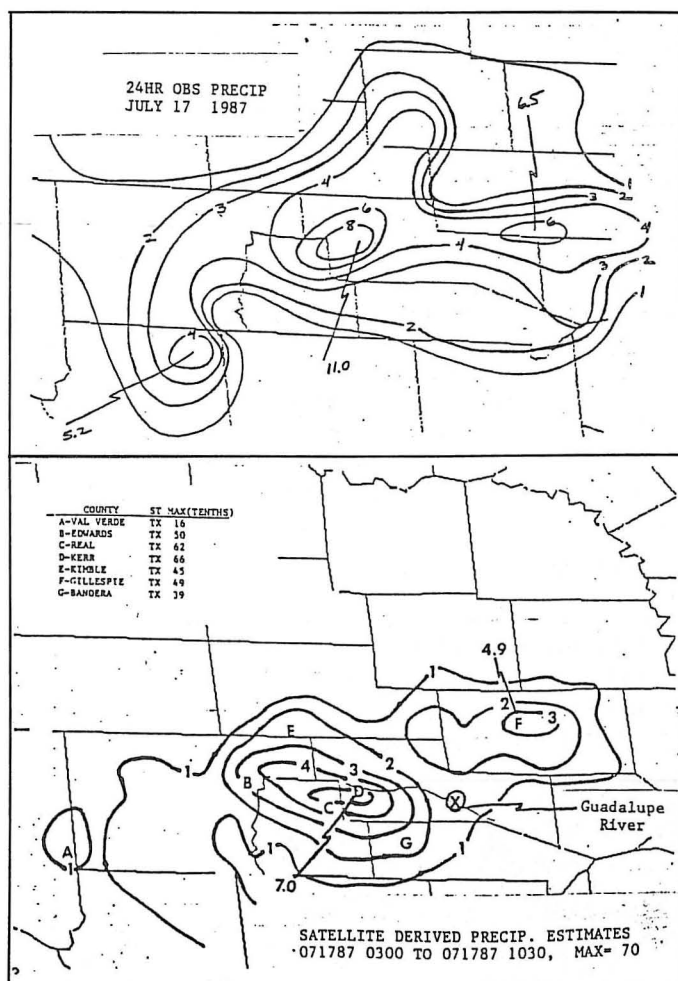 24HR OBS PRECIP
JULY 17 1987
6.5
1
2
3
4
6
4
3
2
6
8
4
3
2
1
2
4
11.0
5.2
COUNTY ST MAX(TENTHS)
A-VAL VERDE TX 16
B-EDWARDS TX 50
C-REAL TX 62
D-KERR TX 66
E-KIMBLE TX 45
F-GILLESPIE TX 49
G-BANDERA TX 39
4.9
1
2
F 3
E
2
1
3
4
B
1
D
C
X
Guadalupe
River
A
1
G
1
1
7.0
SATELLITE DERIVED PRECIP. ESTIMATES
071787 0300 TO 071787 1030, MAX= 70